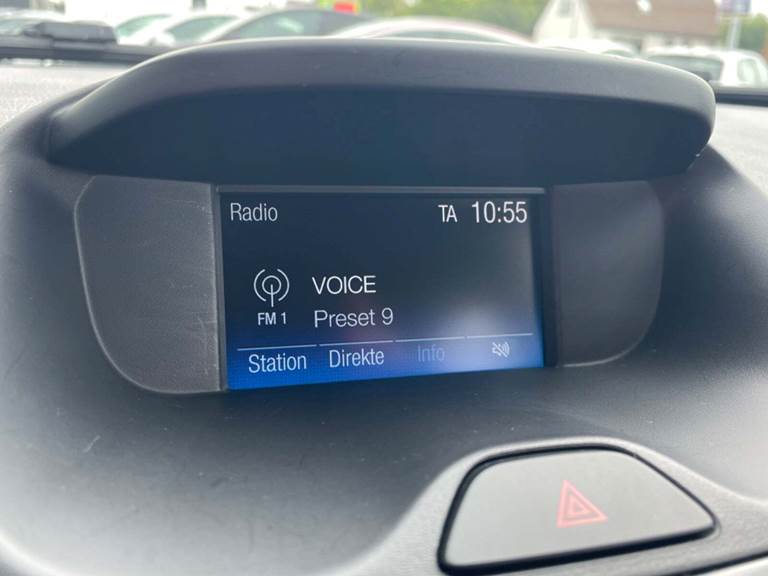 Radio TA 10:55
VOICE
FM 1 Preset 9
Station Direkte Info